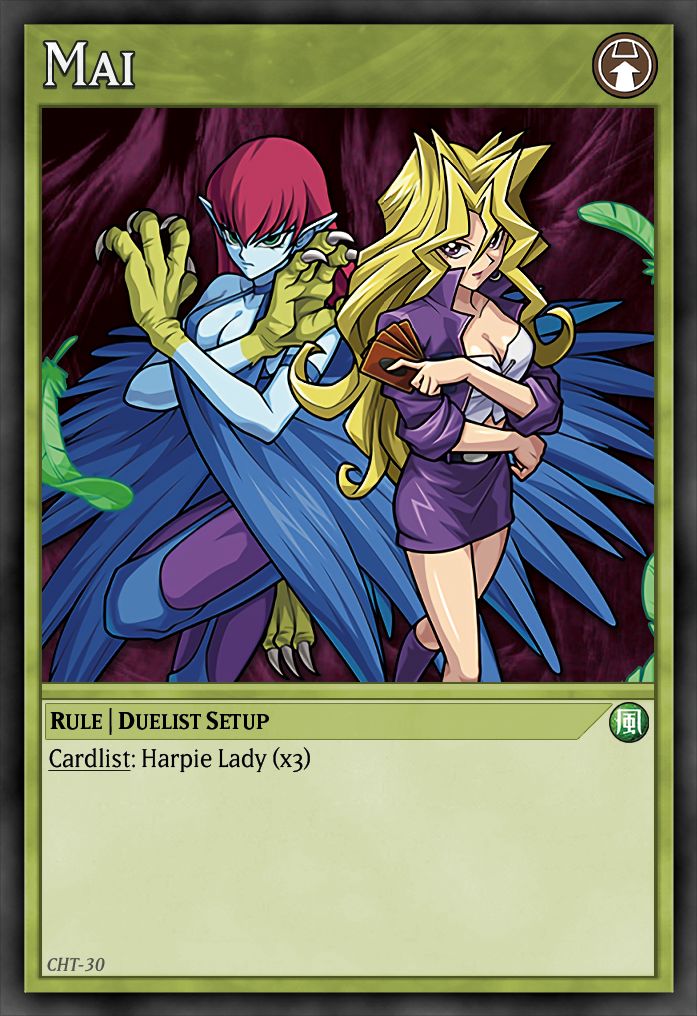 Mai
Rule | Duelist Setup
風
Cardlist: Harpie Lady (x3)
CHT-30